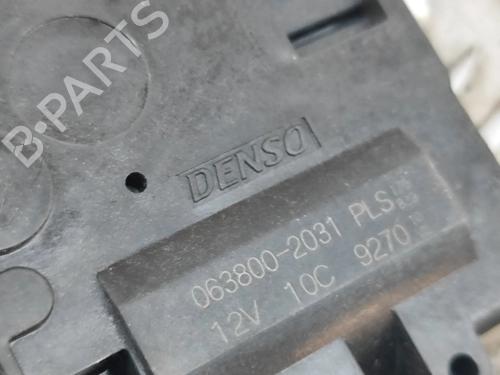 B-PARTS
DENSO
063800-2031 PLS
12V 10C 9270